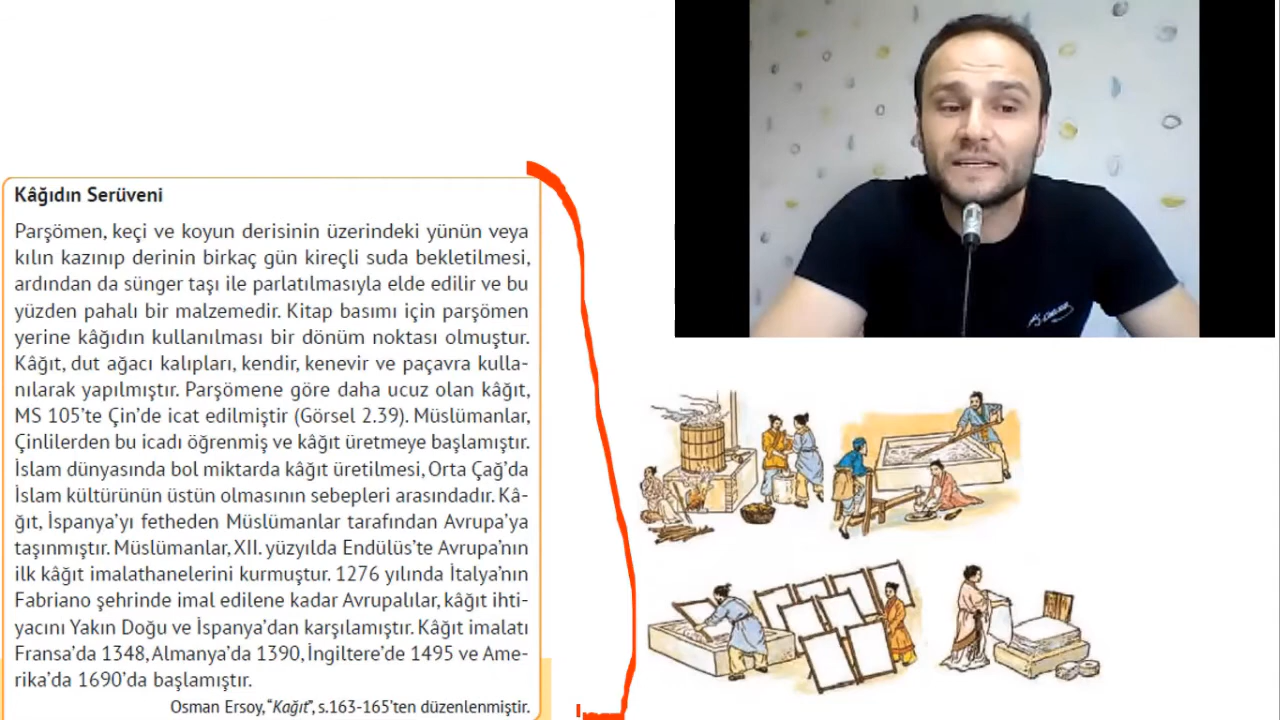 Kâğıdın Serüveni
Parşömen, keçi ve koyun derisinin üzerindeki yünün veya
kılın kazınıp derinin birkaç gün kireçli suda bekletilmesi,
ardından da sünger taşı ile parlatılmasıyla elde edilir ve bu
yüzden pahalı bir malzemedir. Kitap basımı için parşömen
yerine kâğıdın kullanılması bir dönüm noktası olmuştur.
Kâğıt, dut ağacı kalıpları, kendir, kenevir ve paçavra kulla-
nılarak yapılmıştır. Parşömene göre daha ucuz olan kâğıt,
MS 105’te Çin’de icat edilmiştir (Görsel 2.39). Müslümanlar,
Çinlilerden bu icadı öğrenmiş ve kâğıt üretmeye başlamıştır.
İslam dünyasında bol miktarda kâğıt üretilmesi, Orta Çağ’da
İslam kültürünün üstün olmasının sebepleri arasındadır. Kâ-
ğıt, İspanya’yı fetheden Müslümanlar tarafından Avrupa’ya
taşınmıştır. Müslümanlar, XII. yüzyılda Endülüs’te Avrupa’nın
ilk kâğıt imalathanelerini kurmuştur. 1276 yılında İtalya’nın
Fabriano şehrinde imal edilene kadar Avrupalılar, kâğıt ihti-
yacını Yakın Doğu ve İspanya’dan karşılamıştır. Kâğıt imalatı
Fransa’da 1348, Almanya’da 1390, İngiltere’de 1495 ve Ame-
rika’da 1690’da başlamıştır.
Osman Ersoy, “Kağıt”, s.163-165’ten düzenlenmiştir.